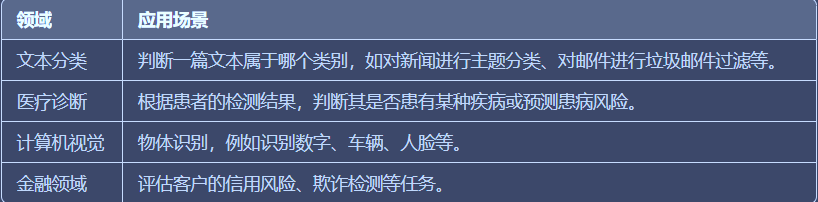 领域 应用场景
文本分类 判断一篇文本属于哪个类别，如对新闻进行主题分类、对邮件进行垃圾邮件过滤等。
医疗诊断 根据患者的检测结果，判断其是否患有某种疾病或预测患病风险。
计算机视觉 物体识别，例如识别数字、车辆、人脸等。
金融领域 评估客户的信用风险、欺诈检测等任务。